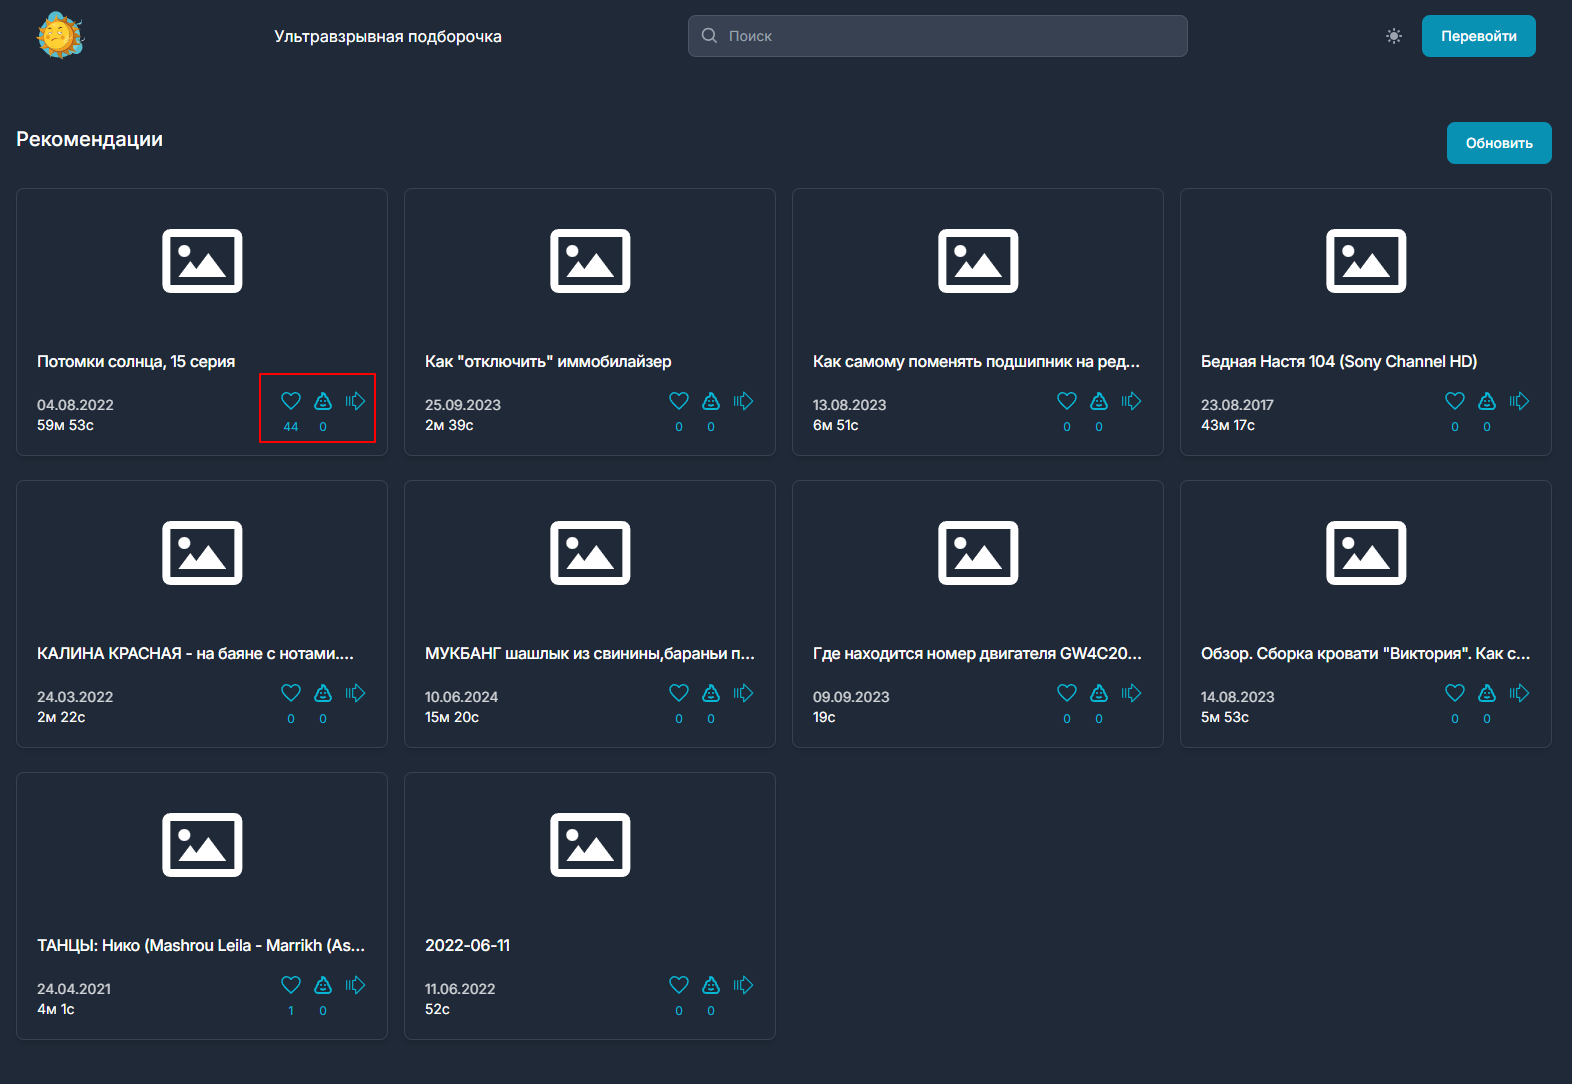 Ультравзрывная подборочка
Поиск
Перевойти
Рекомендации
Обновить
Потомки солнца, 15 серия
04.08.2022
59м 53с
44 0
Как "отключить" иммобилайзер
25.09.2023
2м 39с
0 0
Как самому поменять подшипник на ред...
13.08.2023
6м 51с
0 0
Бедная Настя 104 (Sony Channel HD)
23.08.2017
43м 17с
0 0
КАЛИНА КРАСНАЯ - на баяне с нотами....
24.03.2022
2м 22с
0 0
МУКБАНГ шашлык из свинины,бараньи п...
10.06.2024
15м 20с
0 0
Где находится номер двигателя GW4C20...
09.09.2023
19с
0 0
Обзор. Сборка кровати "Виктория". Как с...
14.08.2023
5м 53с
0 0
ТАНЦЫ: Нико (Mashrou Leila - Marrikh (As...
24.04.2021
4м 1с
1 0
2022-06-11
11.06.2022
52с
0 0